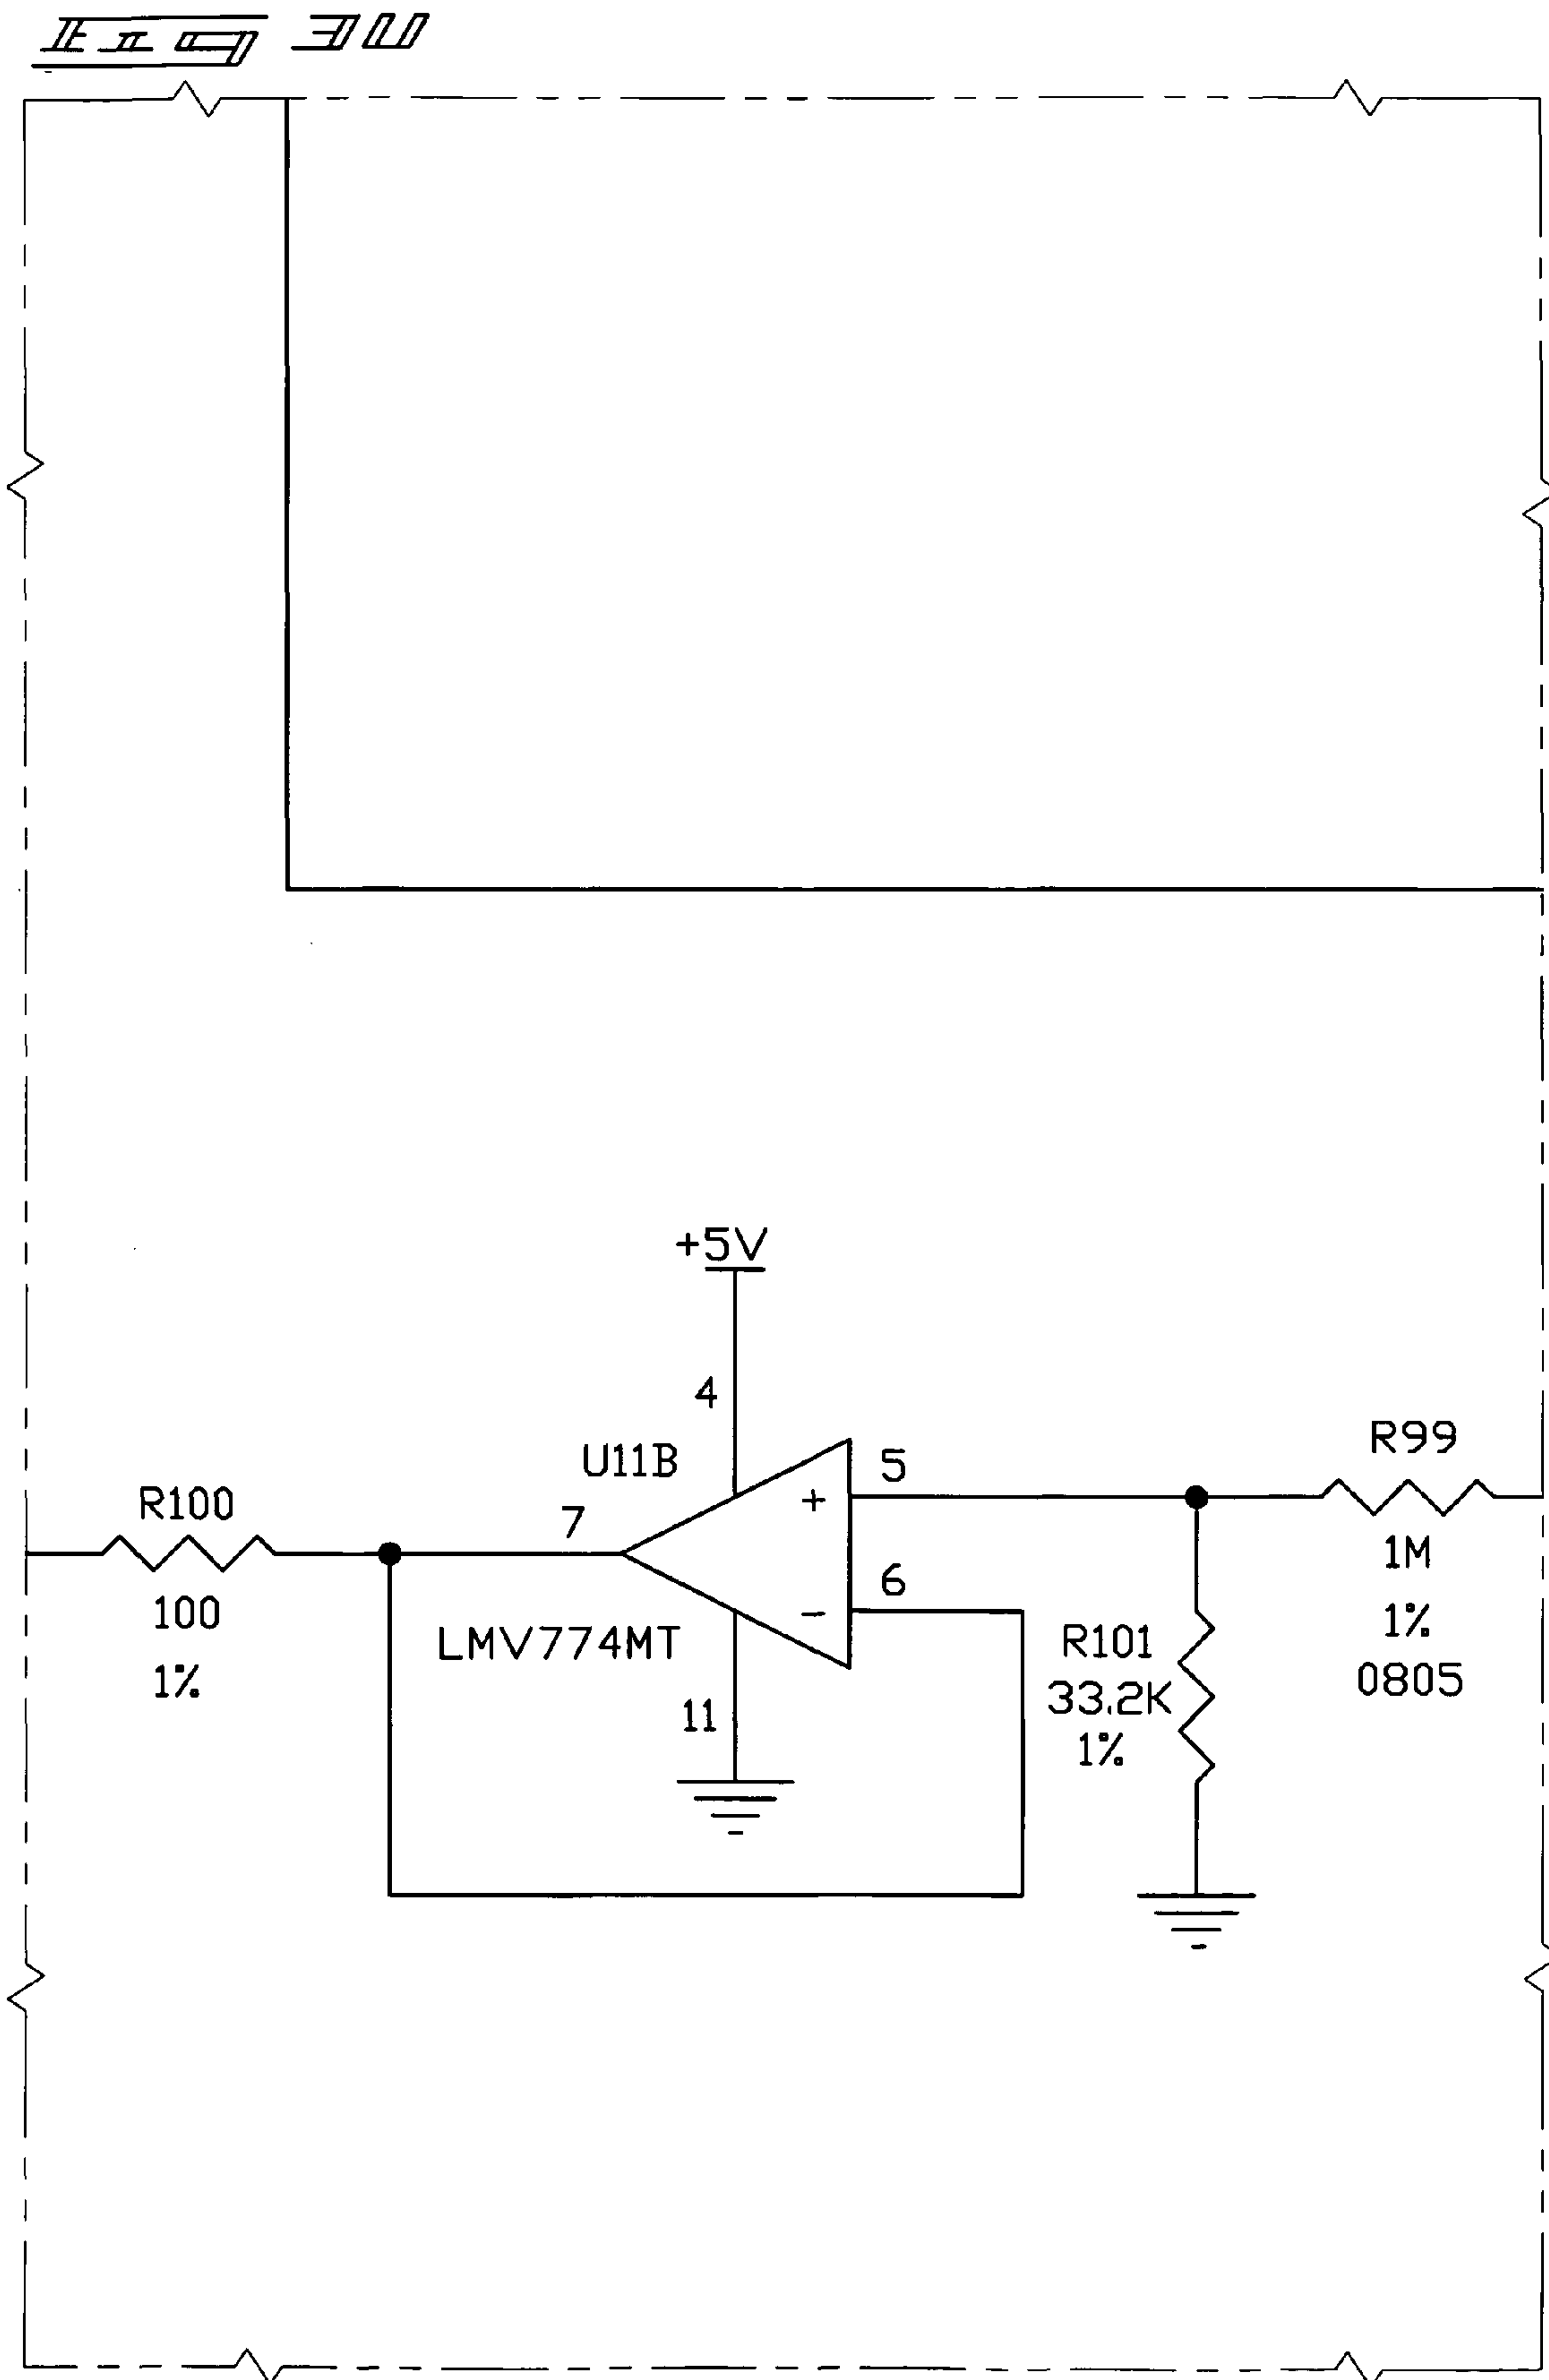 Fig 3U
+5V
4
U11B
5
R99
R100
7
+
1M
6
100
-
1%
LMV774MT
R101
1%
33.2K
0805
11
1%